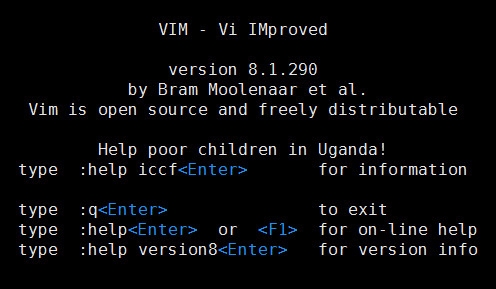 VIM - Vi IMproved
version 8.1.290
by Bram Moolenaar et al.
Vim is open source and freely distributable
Help poor children in Uganda!
type :help iccf<Enter> for information
type :q<Enter> to exit
type :help<Enter> or <F1> for on-line help
type :help version8<Enter> for version info